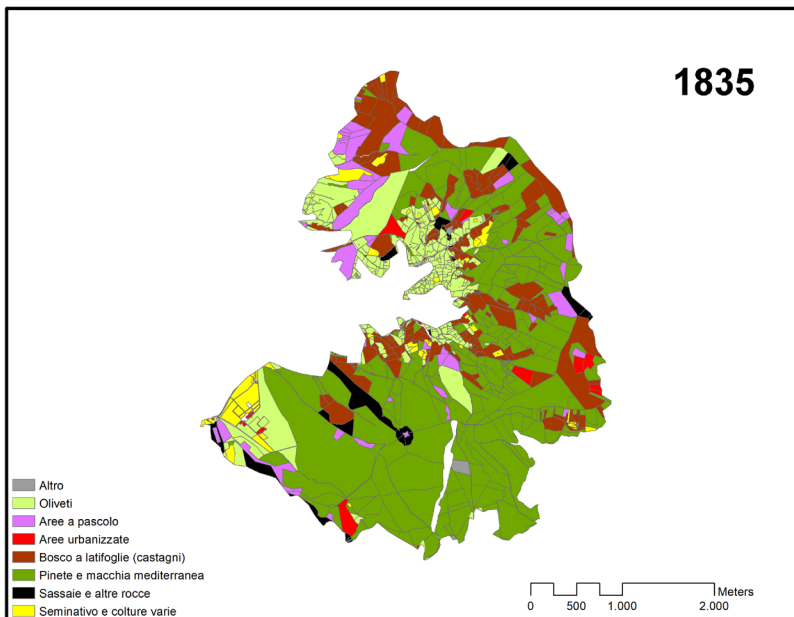 1835
Altro
Oliveti
Aree a pascolo
Aree urbanizzate
Bosco a latifoglie (castagni)
Pinete e macchia mediterranea
Sassaie e altre rocce
Seminativo e colture varie
Meters
0 500 1.000 2.000